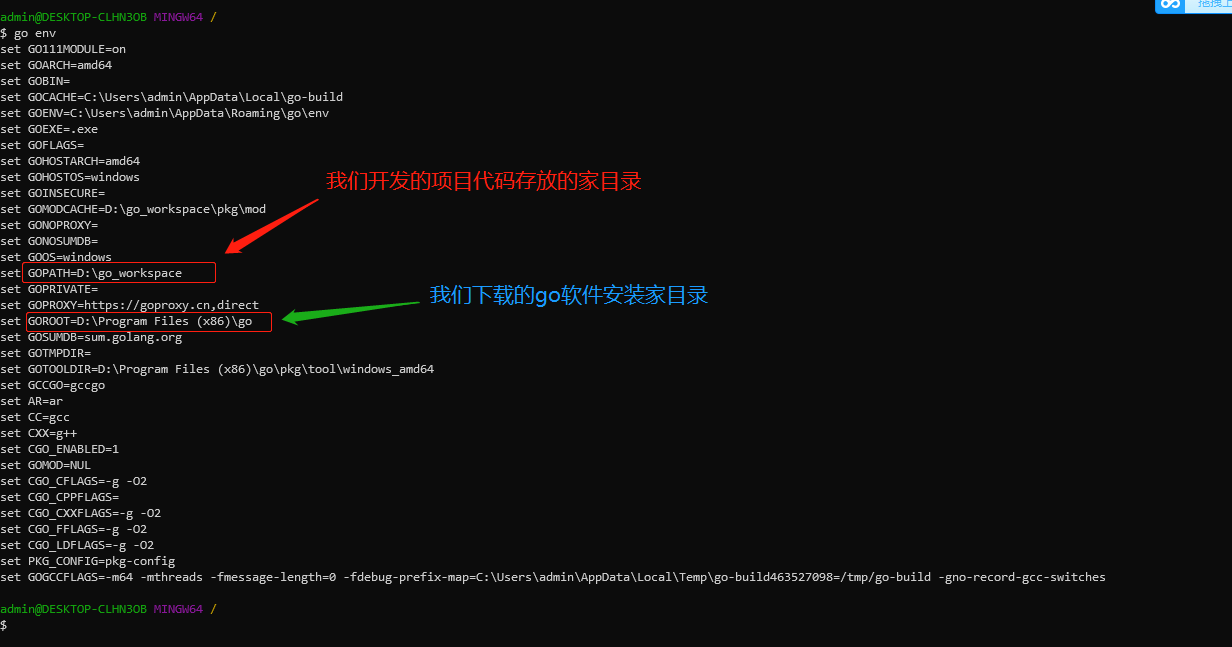 拖拽上
admin@DESKTOP-CLHN3OB MINGW64 /
$ go env
set GO111MODULE=on
set GOARCH=amd64
set GOBIN=
set GOCACHE=C:\Users\admin\AppData\Local\go-build
set GOENV=C:\Users\admin\AppData\Roaming\go\env
set GOEXE=.exe
set GOFLAGS=
set GOHOSTARCH=amd64
set GOHOSTOS=windows
我们开发的项目代码存放的家目录
set GOINSECURE=
set GOMODCACHE=D:\go_workspace\pkg\mod
set GONOPROXY=
set GONOSUMDB=
set GOOS=windows
set GOPATH=D:\go_workspace
set GOPRIVATE=
我们下载的go软件安装家目录
set GOPROXY=https://goproxy.cn,direct
set GOROOT=D:\Program Files (x86)\go
set GOSUMDB=sum.golang.org
set GOTMPDIR=
set GOTOOLDIR=D:\Program Files (x86)\go\pkg\tool\windows_amd64
set GCCGO=gccgo
set AR=ar
set CC=gcc
set CXX=g++
set CGO_ENABLED=1
set GOMOD=NUL
set CGO_CFLAGS=-g -O2
set CGO_CPPFLAGS=
set CGO_CXXFLAGS=-g -O2
set CGO_FFLAGS=-g -O2
set CGO_LDFLAGS=-g -O2
set PKG_CONFIG=pkg-config
set GOGCCFLAGS=-m64 -mthreads -fmessage-length=0 -fdebug-prefix-map=C:\Users\admin\AppData\Local\Temp\go-build463527098=/tmp/go-build -gno-record-gcc-switches
admin@DESKTOP-CLHN3OB MINGW64 /
$